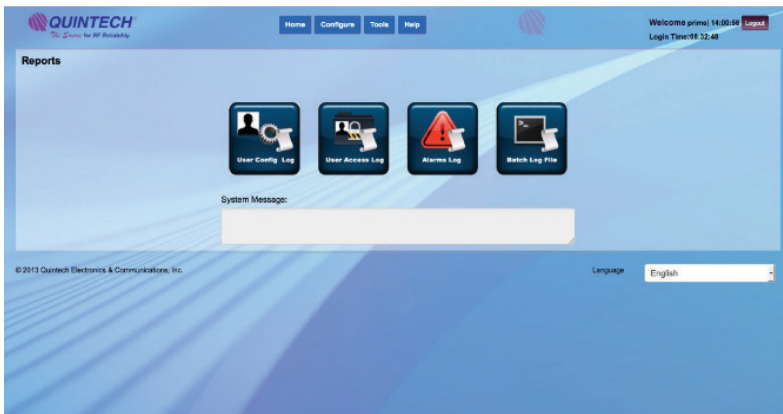 QUINTECH
The Source for RF Reliability
Home Configure Tools Help
Welcome prime| 14:00:56 Logout
Login Time:08:32:48
Reports
User Config Log User Access Log Alarms Log Batch Log File
System Message:
© 2013 Quintech Electronics & Communications, Inc.
Language English